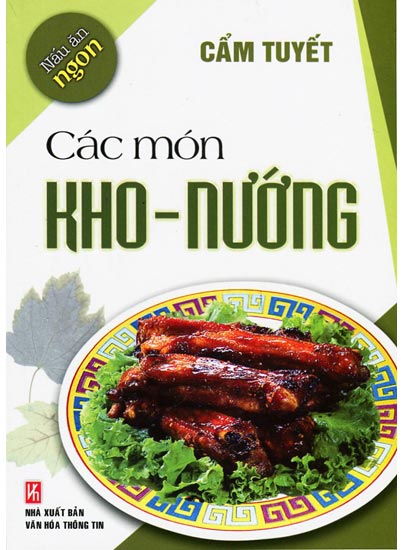 Nấu ăn
ngon
CẨM TUYẾT
Các món
KHO-NƯỚNG
NHÀ XUẤT BẢN
VĂN HÓA THÔNG TIN